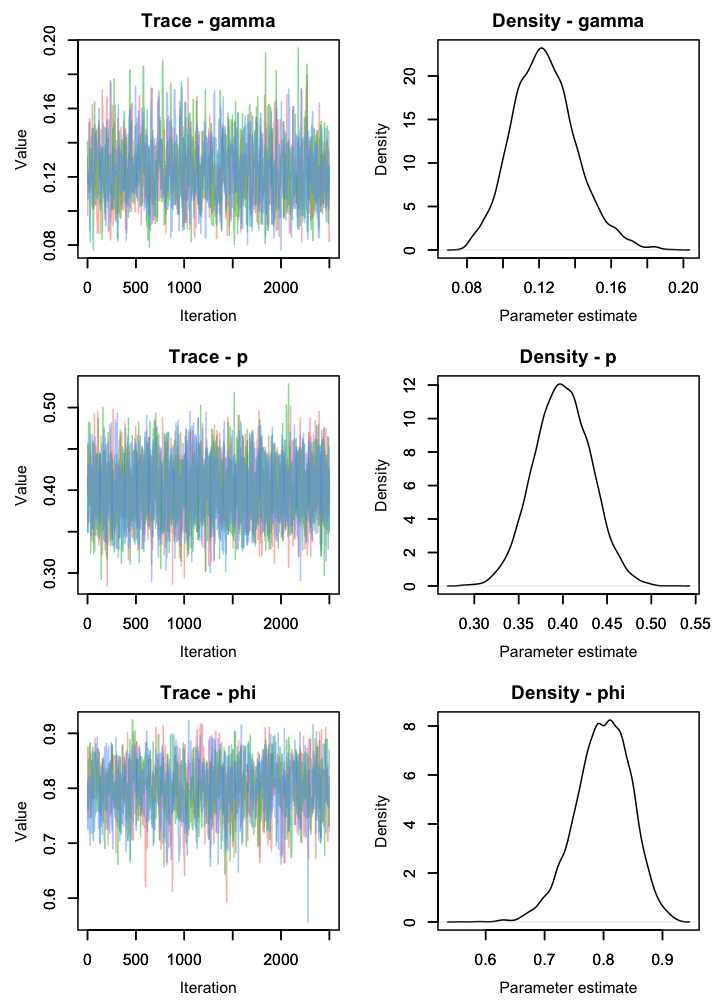 Trace - gamma
Value
0.08 0.12 0.16 0.20
0 500 1000 2000
Iteration
Density - gamma
Density
0 5 10 15 20
0.08 0.12 0.16 0.20
Parameter estimate
Trace - p
Value
0.30 0.40 0.50
0 500 1000 2000
Iteration
Density - p
Density
0 2 4 6 8 10 12
0.30 0.35 0.40 0.45 0.50 0.55
Parameter estimate
Trace - phi
Value
0.6 0.7 0.8 0.9
0 500 1000 2000
Iteration
Density - phi
Density
0 2 4 6 8
0.6 0.7 0.8 0.9
Parameter estimate